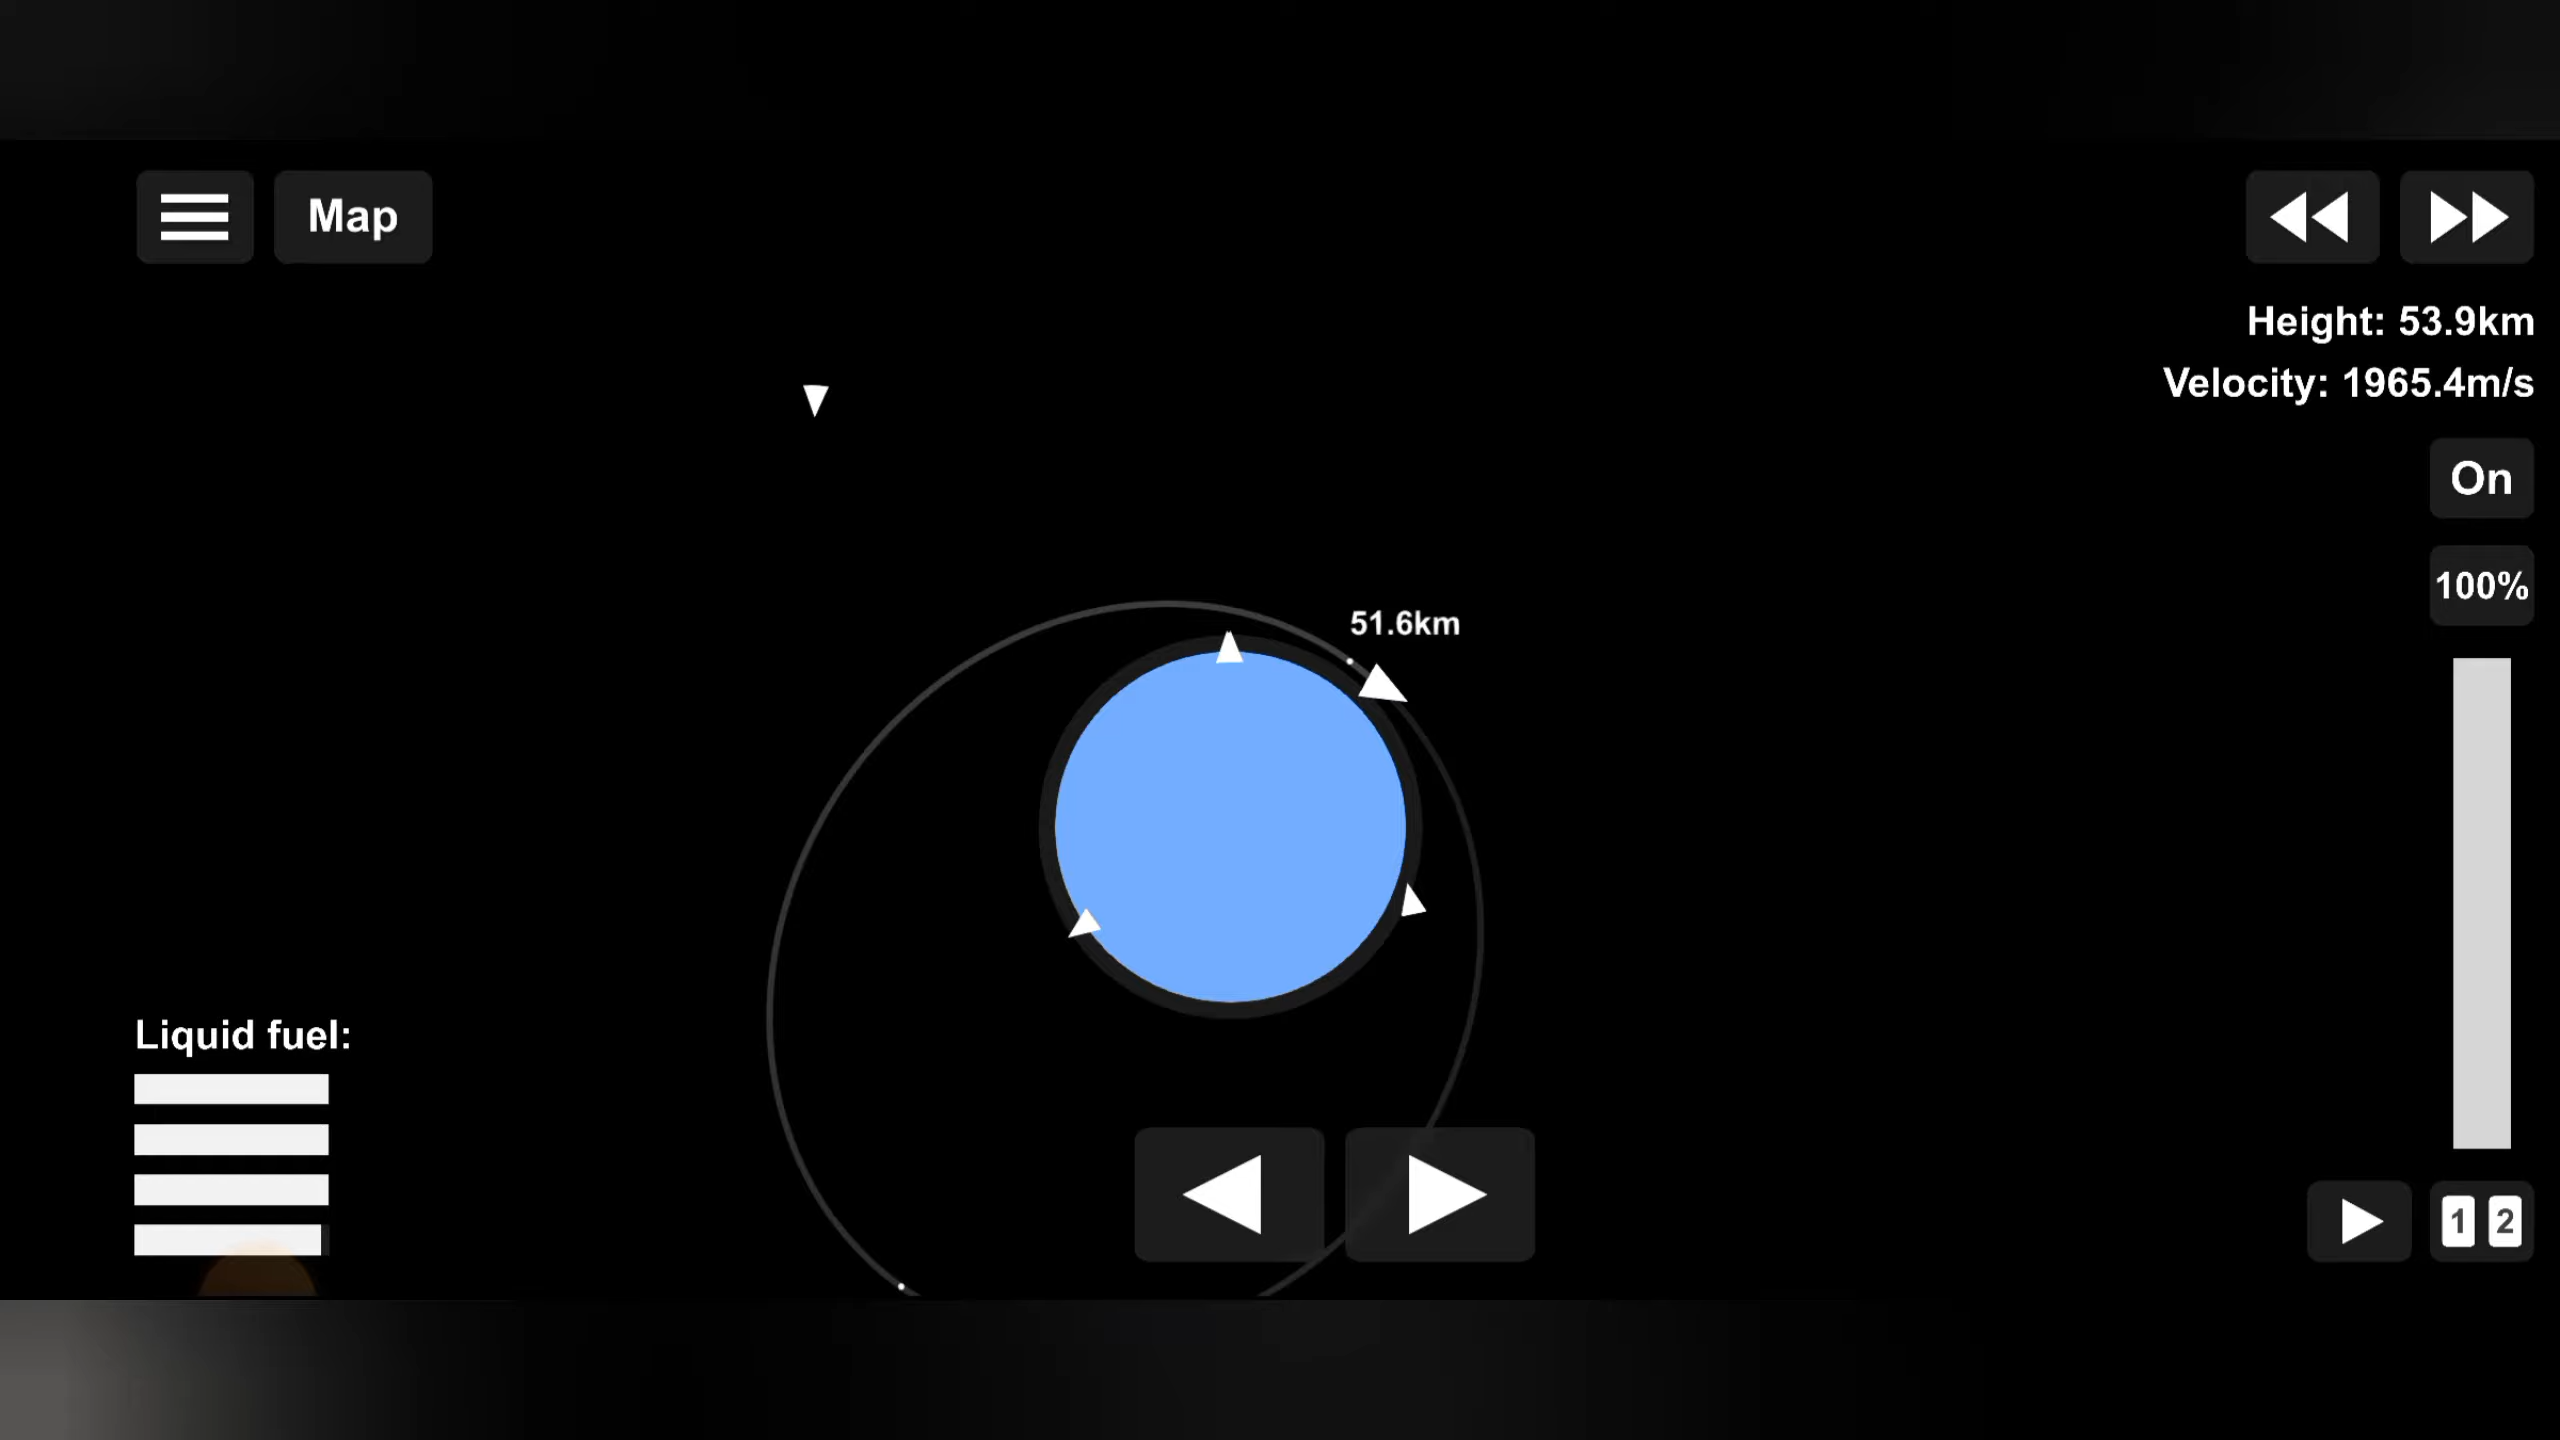 Map
Height: 53.9km
Velocity: 1965.4m/s
On
100%
51.6km
Liquid fuel:
1 2